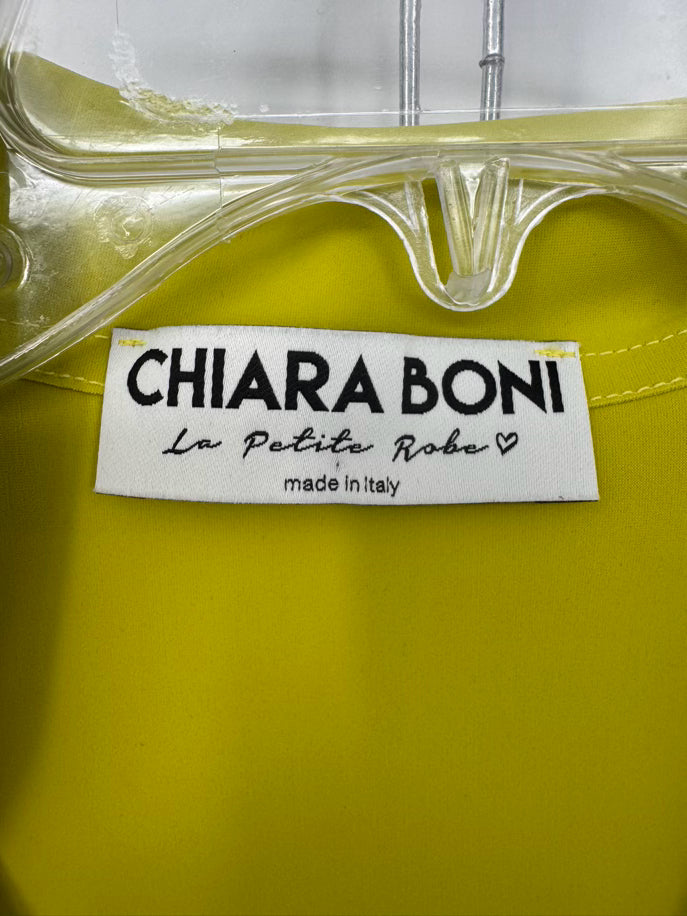 CHIARA BONI
La Petite Robe♡
made in Italy